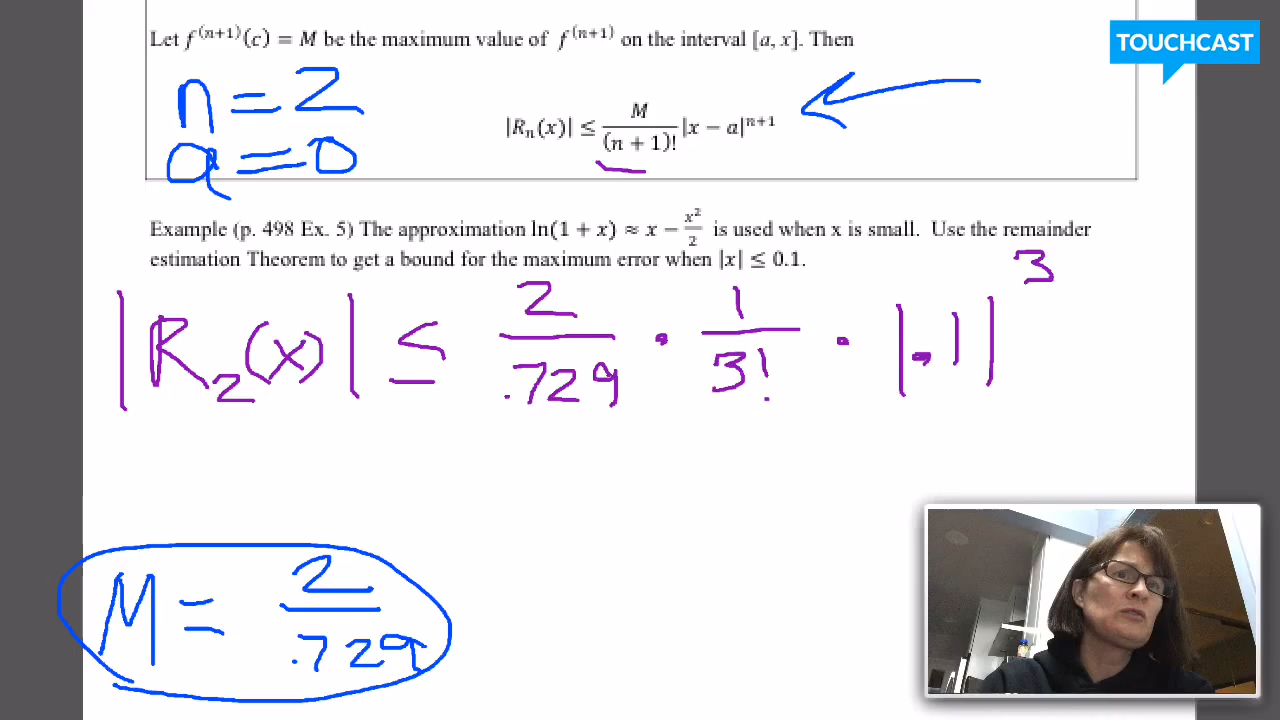 Let f^(n+1)(c) = M be the maximum value of f^(n+1) on the interval [a, x]. Then
TOUCHCAST
n = 2
|Rₙ(x)| ≤ M/(n + 1)! |x − a|^(n+1)
a = 0
Example (p. 498 Ex. 5) The approximation ln(1 + x) ≈ x − x²/2 is used when x is small. Use the remainder
estimation Theorem to get a bound for the maximum error when |x| ≤ 0.1.
|R₂(x)| ≤ 2/.729 · 1/3! · |.1|³
M = 2/.729